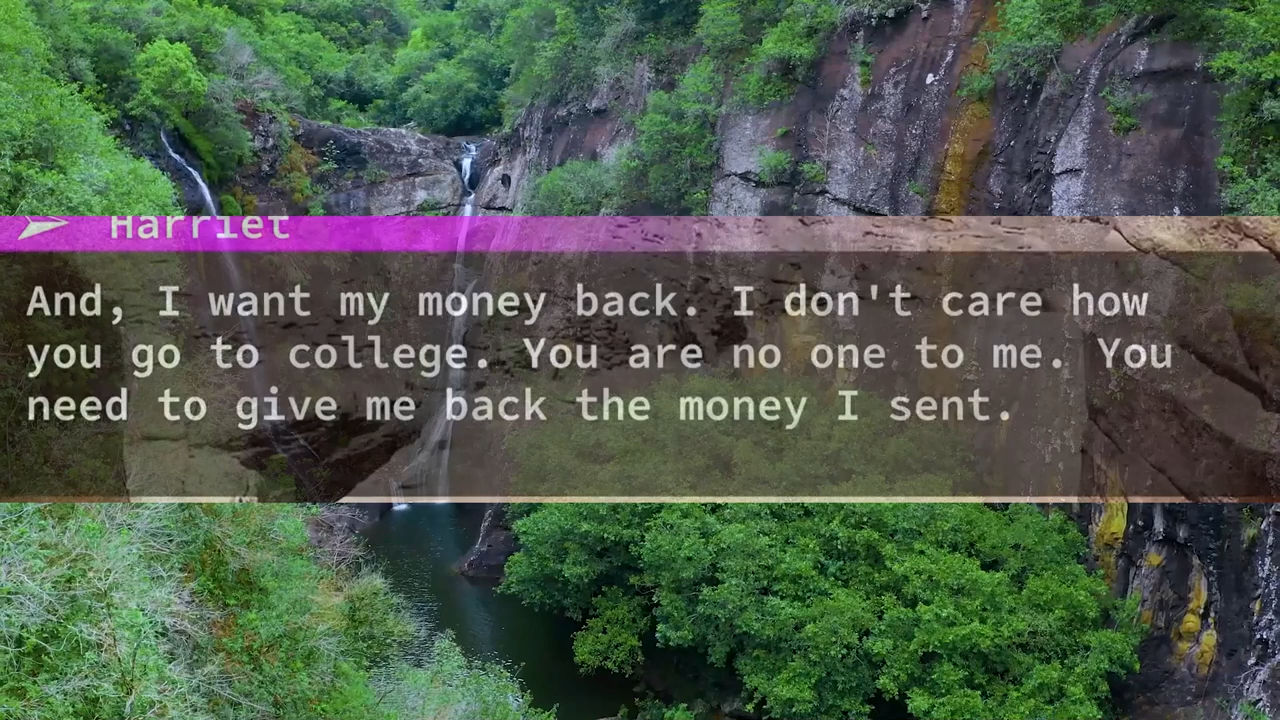 Harriet
And, I want my money back. I don't care how
you go to college. You are no one to me. You
need to give me back the money I sent.